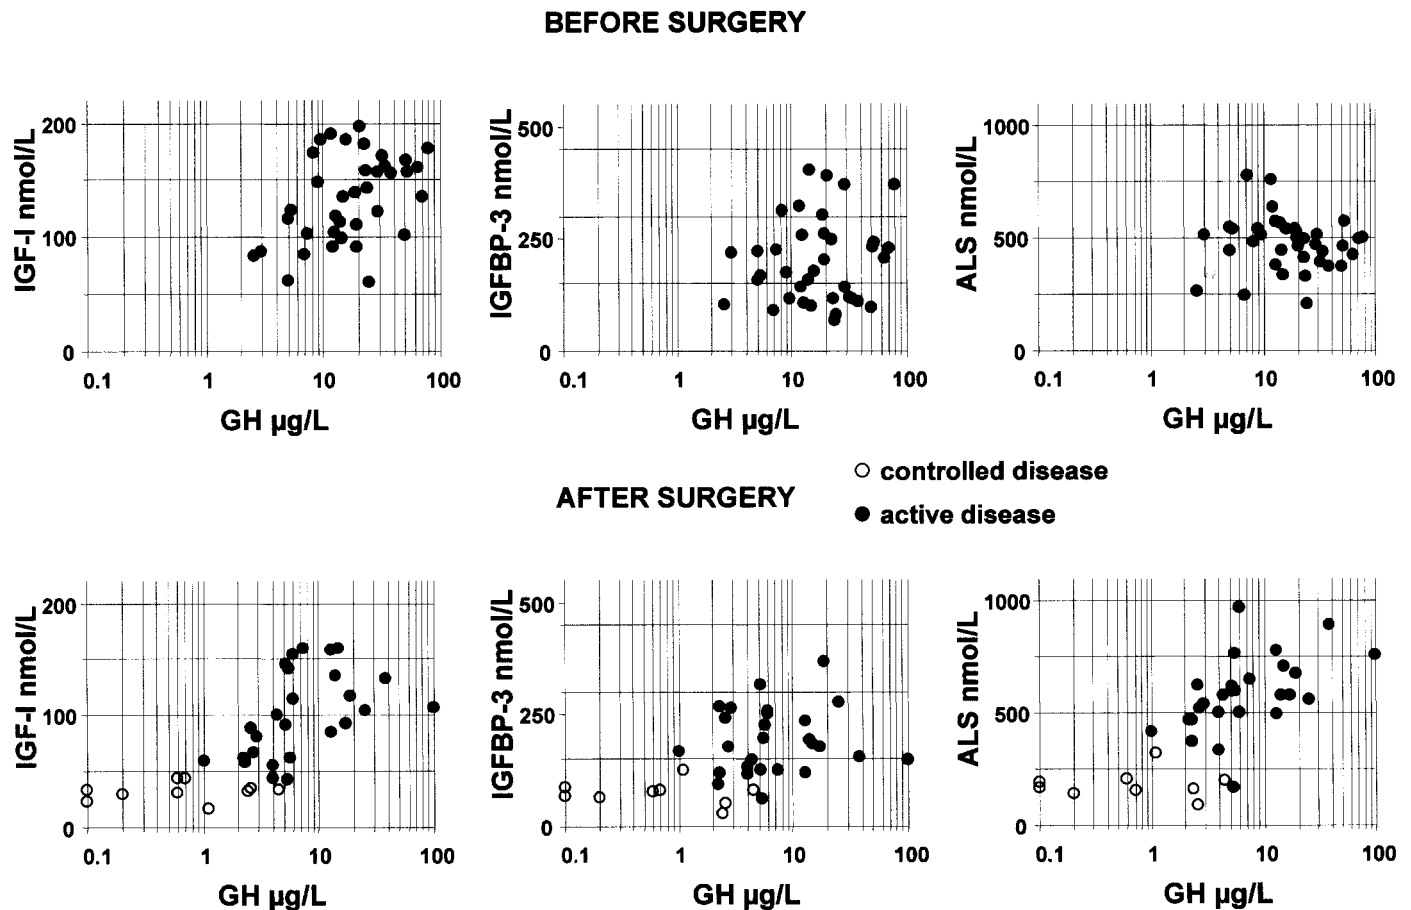 BEFORE SURGERY
IGF-I nmol/L
200
100
0
0.1 1 10 100
GH µg/L
IGFBP-3 nmol/L
500
250
0
0.1 1 10 100
GH µg/L
ALS nmol/L
1000
500
0
0.1 1 10 100
GH µg/L
controlled disease
AFTER SURGERY
active disease
IGF-I nmol/L
200
100
0
0.1 1 10 100
GH µg/L
IGFBP-3 nmol/L
500
250
0
0.1 1 10 100
GH µg/L
ALS nmol/L
1000
500
0
0.1 1 10 100
GH µg/L